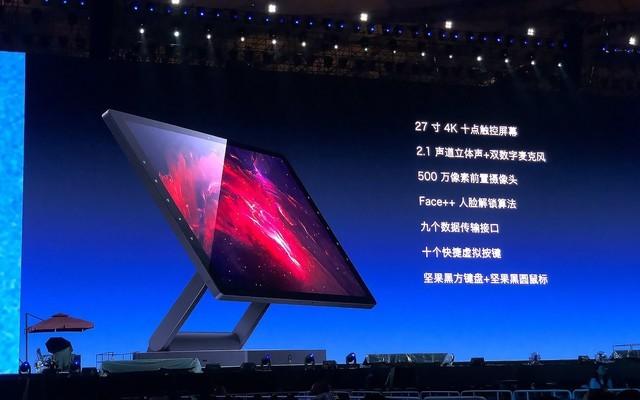 27 寸 4K 十点触控屏幕
2.1 声道立体声+双数字麦克风
500 万像素前置摄像头
Face++ 人脸解锁算法
九个数据传输接口
十个快捷虚拟按键
坚果黑方键盘+坚果黑圆鼠标